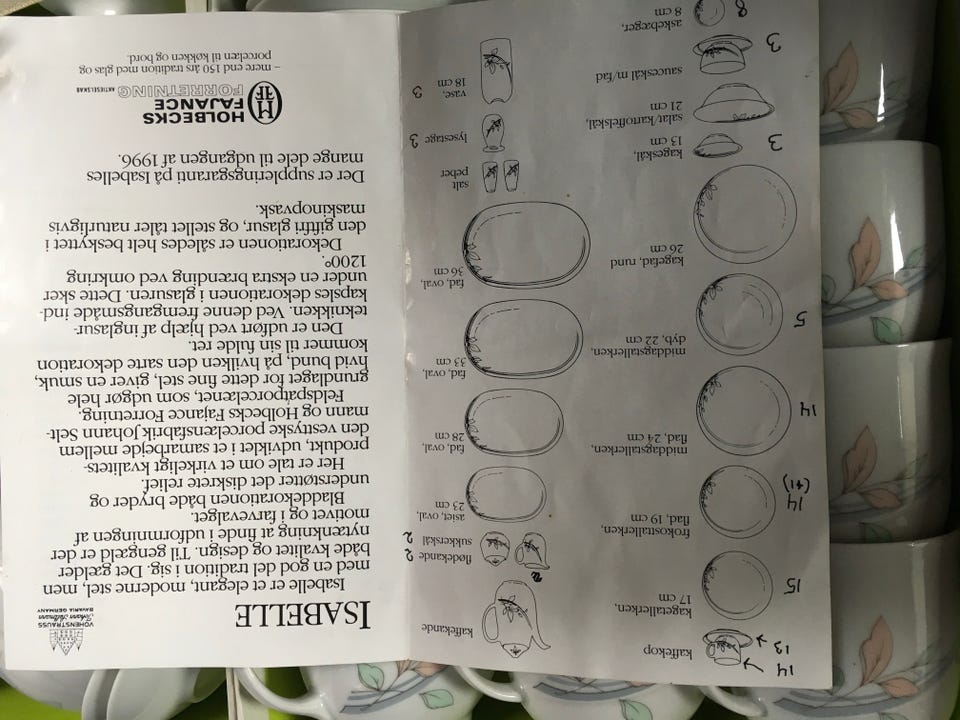 14
13
kaffekop
15
kagetallerken,
17 cm
14
(+1)
frokosttallerken,
flad, 19 cm
14
middagstallerken,
flad, 24 cm
5
middagstallerken,
dyb, 22 cm
kagefad, rund
26 cm
3
kageskål,
13 cm
salat/kartoffelskål,
21 cm
3
sauceskål m/fad
8
askebæger,
8 cm
kaffekande
flødekande 2
sukkerskål 2
asiet, oval,
23 cm
fad, oval,
28 cm
fad, oval,
33 cm
fad, oval,
36 cm
salt
peber
lysestage 3
vase,
18 cm 3
ISABELLE
VOHENSTRAUSS
Johann Seltmann
BAVARIA GERMANY
Isabelle er et elegant, moderne stel, men
med en god del tradition i sig. Det gælder
både kvalitet og design. Til gengæld er der
nytænkning at finde i udformningen af
motivet og i farvevalget.
Bladdekorationen både bryder og
understøtter det diskrete relief.
Her er tale om et virkeligt kvalitets-
produkt, udviklet i et samarbejde mellem
den vesttyske porcelænsfabrik Johann Selt-
mann og Holbecks Fajance Forretning.
Feldspatporcelænet, som udgør hele
grundlaget for dette fine stel, giver en smuk,
hvid bund, på hvilken den sarte dekoration
kommer til sin fulde ret.
Den er udført ved hjælp af inglasur-
teknikken. Ved denne fremgangsmåde ind-
kapsles dekorationen i glasuren. Dette sker
under en ekstra brænding ved omkring
1200°.
Dekorationen er således helt beskyttet i
den giftfri glasur, og stellet tåler naturligvis
maskinopvask.
Der er suppleringsgaranti på Isabelles
mange dele til udgangen af 1996.
HOLBECKS
FAJANCE
FORRETNING
AKTIESELSKAB
– mere end 150 års tradition med glas og
porcelæn til køkken og bord.